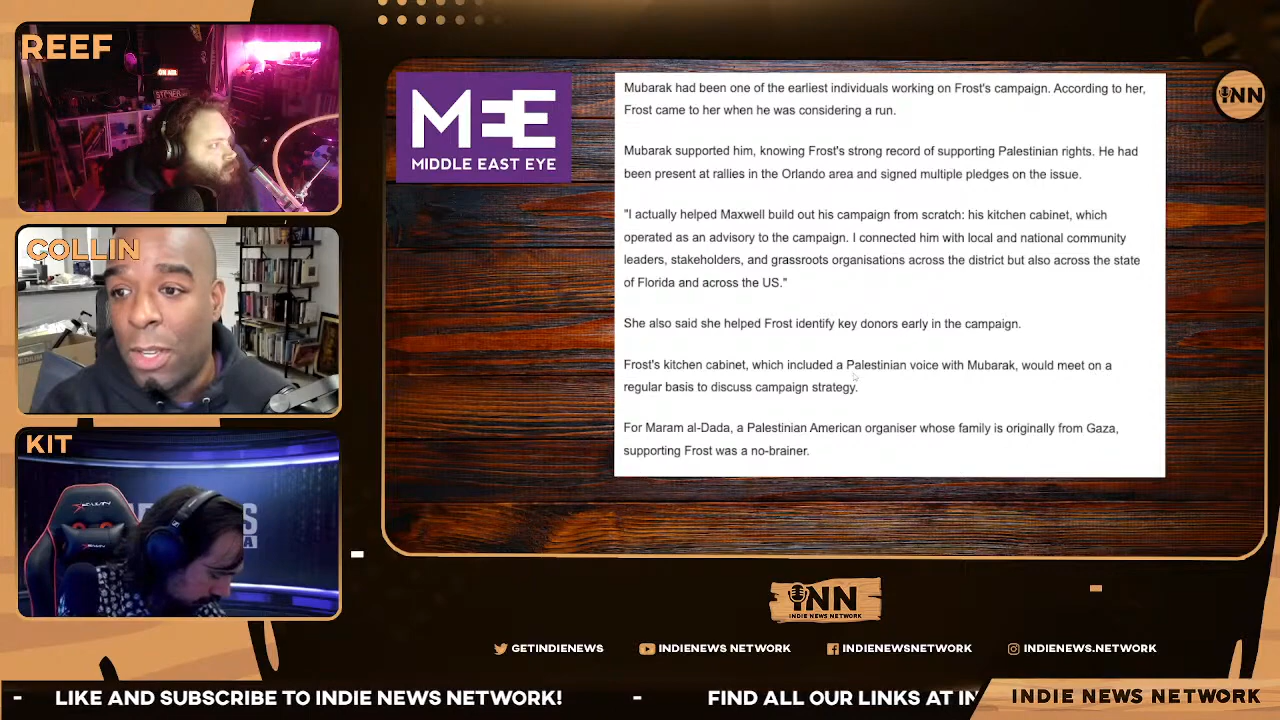 REEF
COLLIN
KIT
ON AIR
MEE
MIDDLE EAST EYE
Mubarak had been one of the earliest individuals working on Frost's campaign. According to her,
Frost came to her when he was considering a run.
Mubarak supported him, knowing Frost's strong record of supporting Palestinian rights. He had
been present at rallies in the Orlando area and signed multiple pledges on the issue.
"I actually helped Maxwell build out his campaign from scratch: his kitchen cabinet, which
operated as an advisory to the campaign. I connected him with local and national community
leaders, stakeholders, and grassroots organisations across the district but also across the state
of Florida and across the US."
She also said she helped Frost identify key donors early in the campaign.
Frost's kitchen cabinet, which included a Palestinian voice with Mubarak, would meet on a
regular basis to discuss campaign strategy.
For Maram al-Dada, a Palestinian American organiser whose family is originally from Gaza,
supporting Frost was a no-brainer.
INN
INN
INDIE NEWS NETWORK
GETINDIENEWS
INDIENEWS NETWORK
INDIENEWSNETWORK
INDIENEWS.NETWORK
- LIKE AND SUBSCRIBE TO INDIE NEWS NETWORK! - FIND ALL OUR LINKS AT IN
INDIE NEWS NETWORK